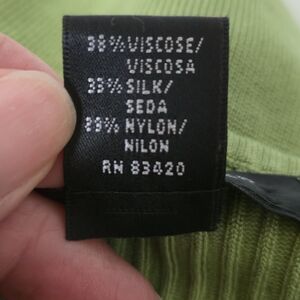 38% VISCOSE/
VISCOSA
33% SILK/
SEDA
29% NYLON/
NILON
RN 83420